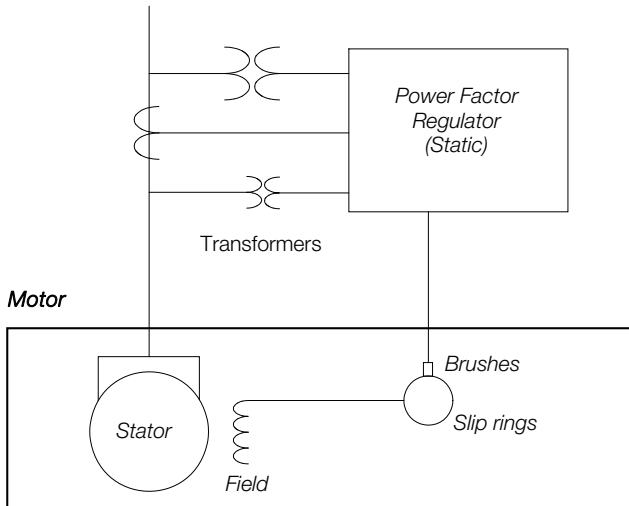 Power Factor
Regulator
(Static)
Transformers
Motor
Brushes
Stator
Slip rings
Field